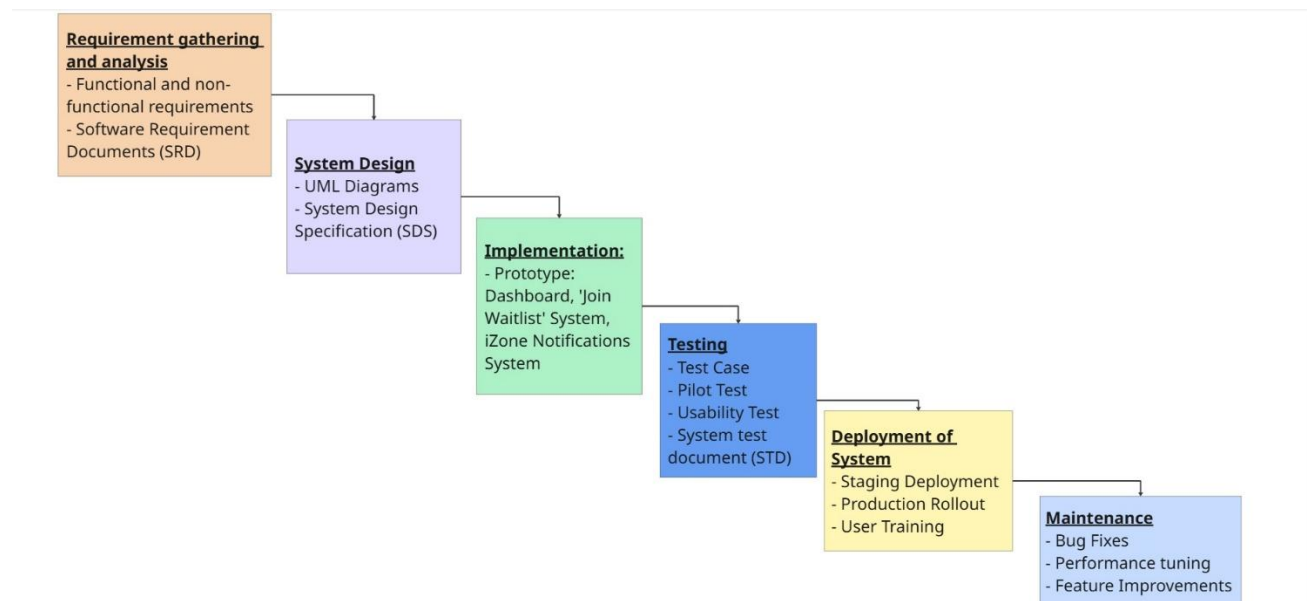 Requirement gathering
and analysis
- Functional and non-
functional requirements
- Software Requirement
Documents (SRD)
System Design
- UML Diagrams
- System Design
Specification (SDS)
Implementation:
- Prototype:
Dashboard, 'Join
Waitlist' System,
iZone Notifications
System
Testing
- Test Case
- Pilot Test
- Usability Test
- System test
document (STD)
Deployment of
System
- Staging Deployment
- Production Rollout
- User Training
Maintenance
- Bug Fixes
- Performance tuning
- Feature Improvements